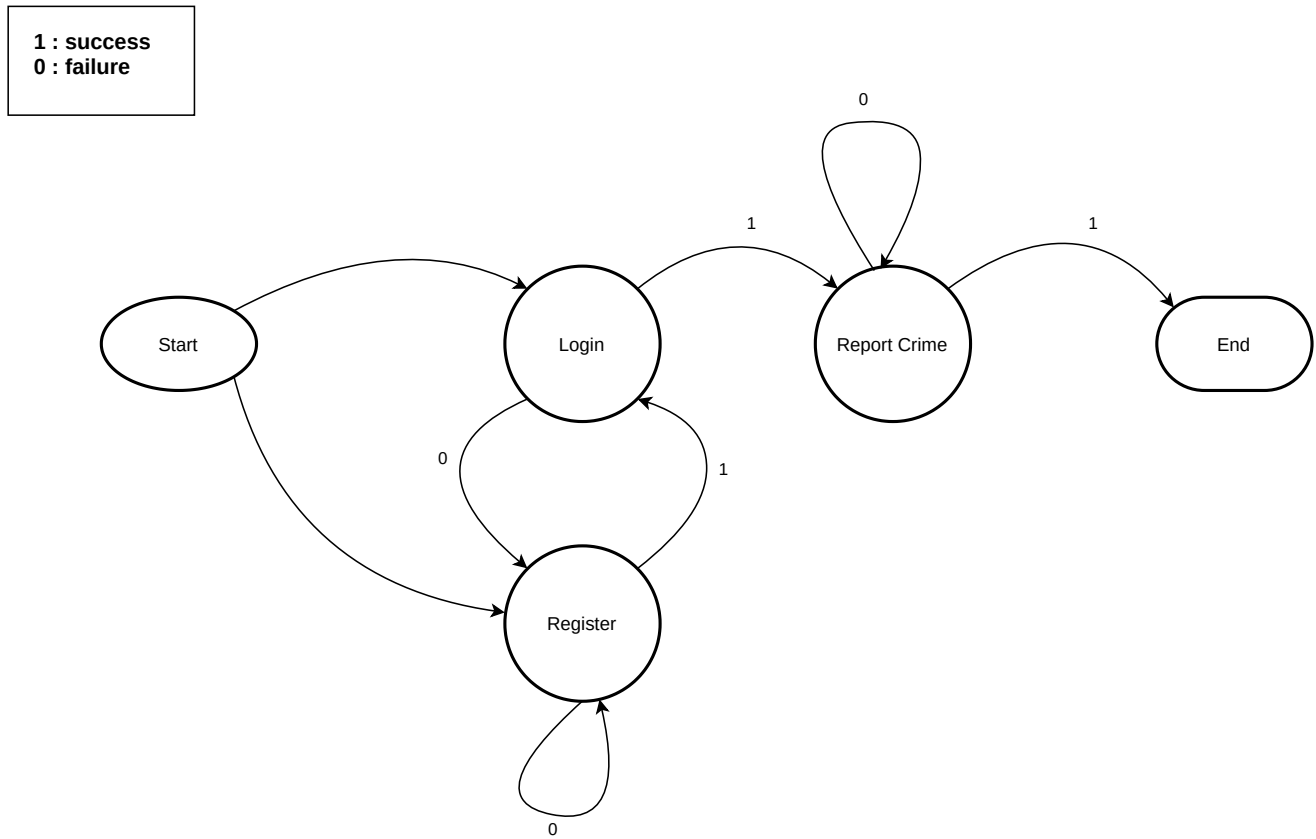 1 : success
0 : failure
0
1
1
Start
Login
Report Crime
End
0
1
Register
0